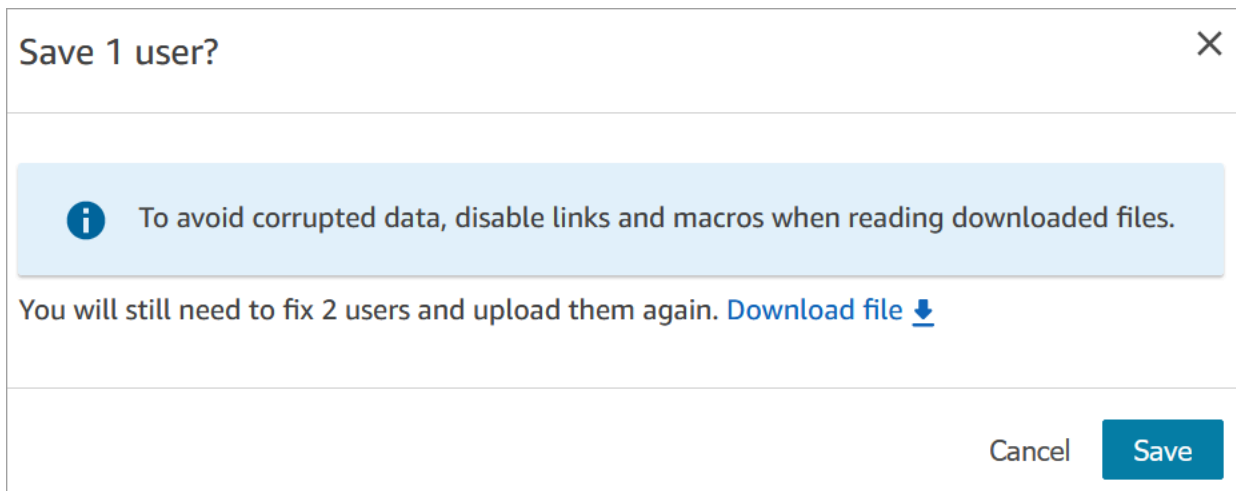 Save 1 user?
To avoid corrupted data, disable links and macros when reading downloaded files.
You will still need to fix 2 users and upload them again. Download file
Cancel Save